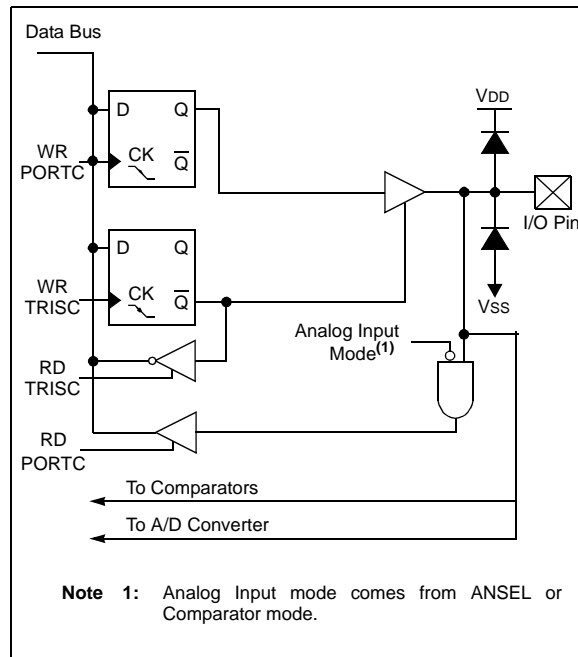 Data Bus
D Q
VDD
WR
PORTC
CK
Q
I/O Pin
D Q
WR
TRISC
CK
Q
VSS
Analog Input
Mode(1)
RD
TRISC
RD
PORTC
To Comparators
To A/D Converter
Note 1: Analog Input mode comes from ANSEL or
Comparator mode.